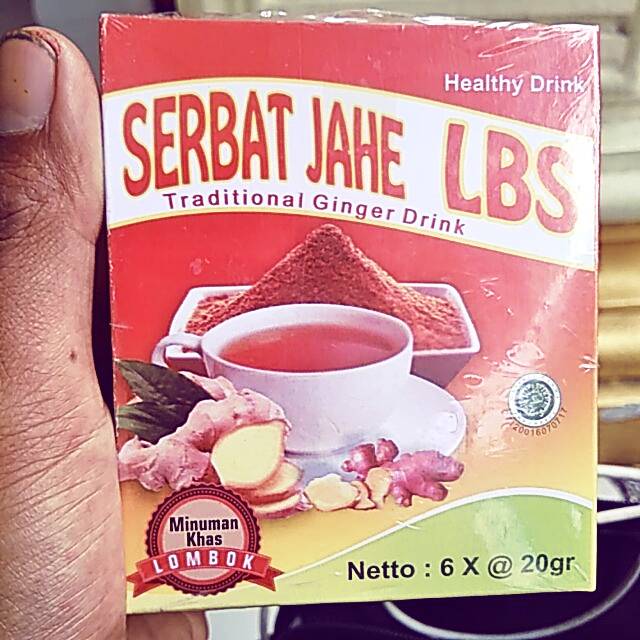 Healthy Drink
SERBAT JAHE LBS
Traditional Ginger Drink
Minuman
Khas
LOMBOK
Netto : 6 X @ 20gr